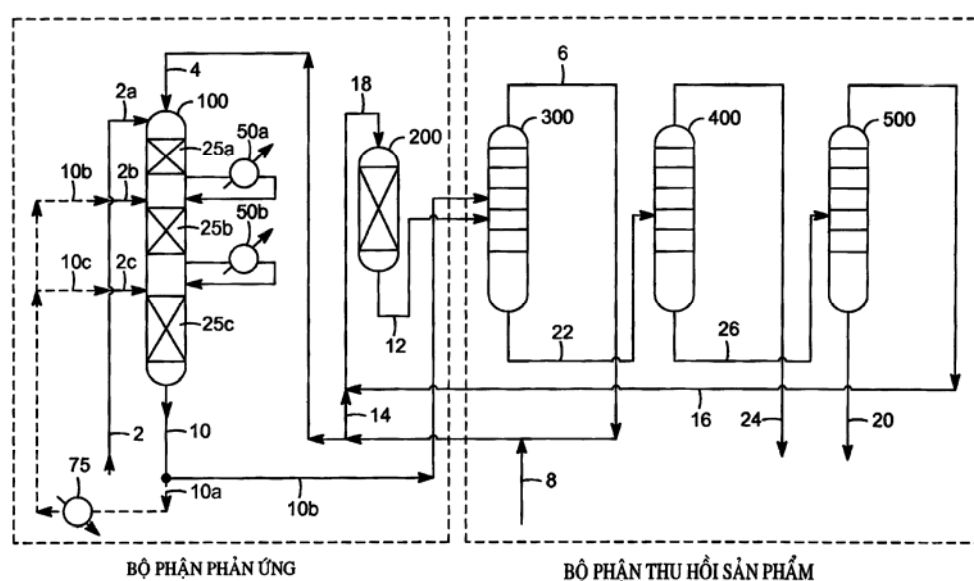 6
4
18
2a
100
300
400
500
50a
200
25a
10b
2b
25b
50b
10c
2c
25c
12
22
26
14
16
24
20
2
10
75
10a
10b
8
BỘ PHẬN PHẢN ỨNG
BỘ PHẬN THU HỒI SẢN PHẨM